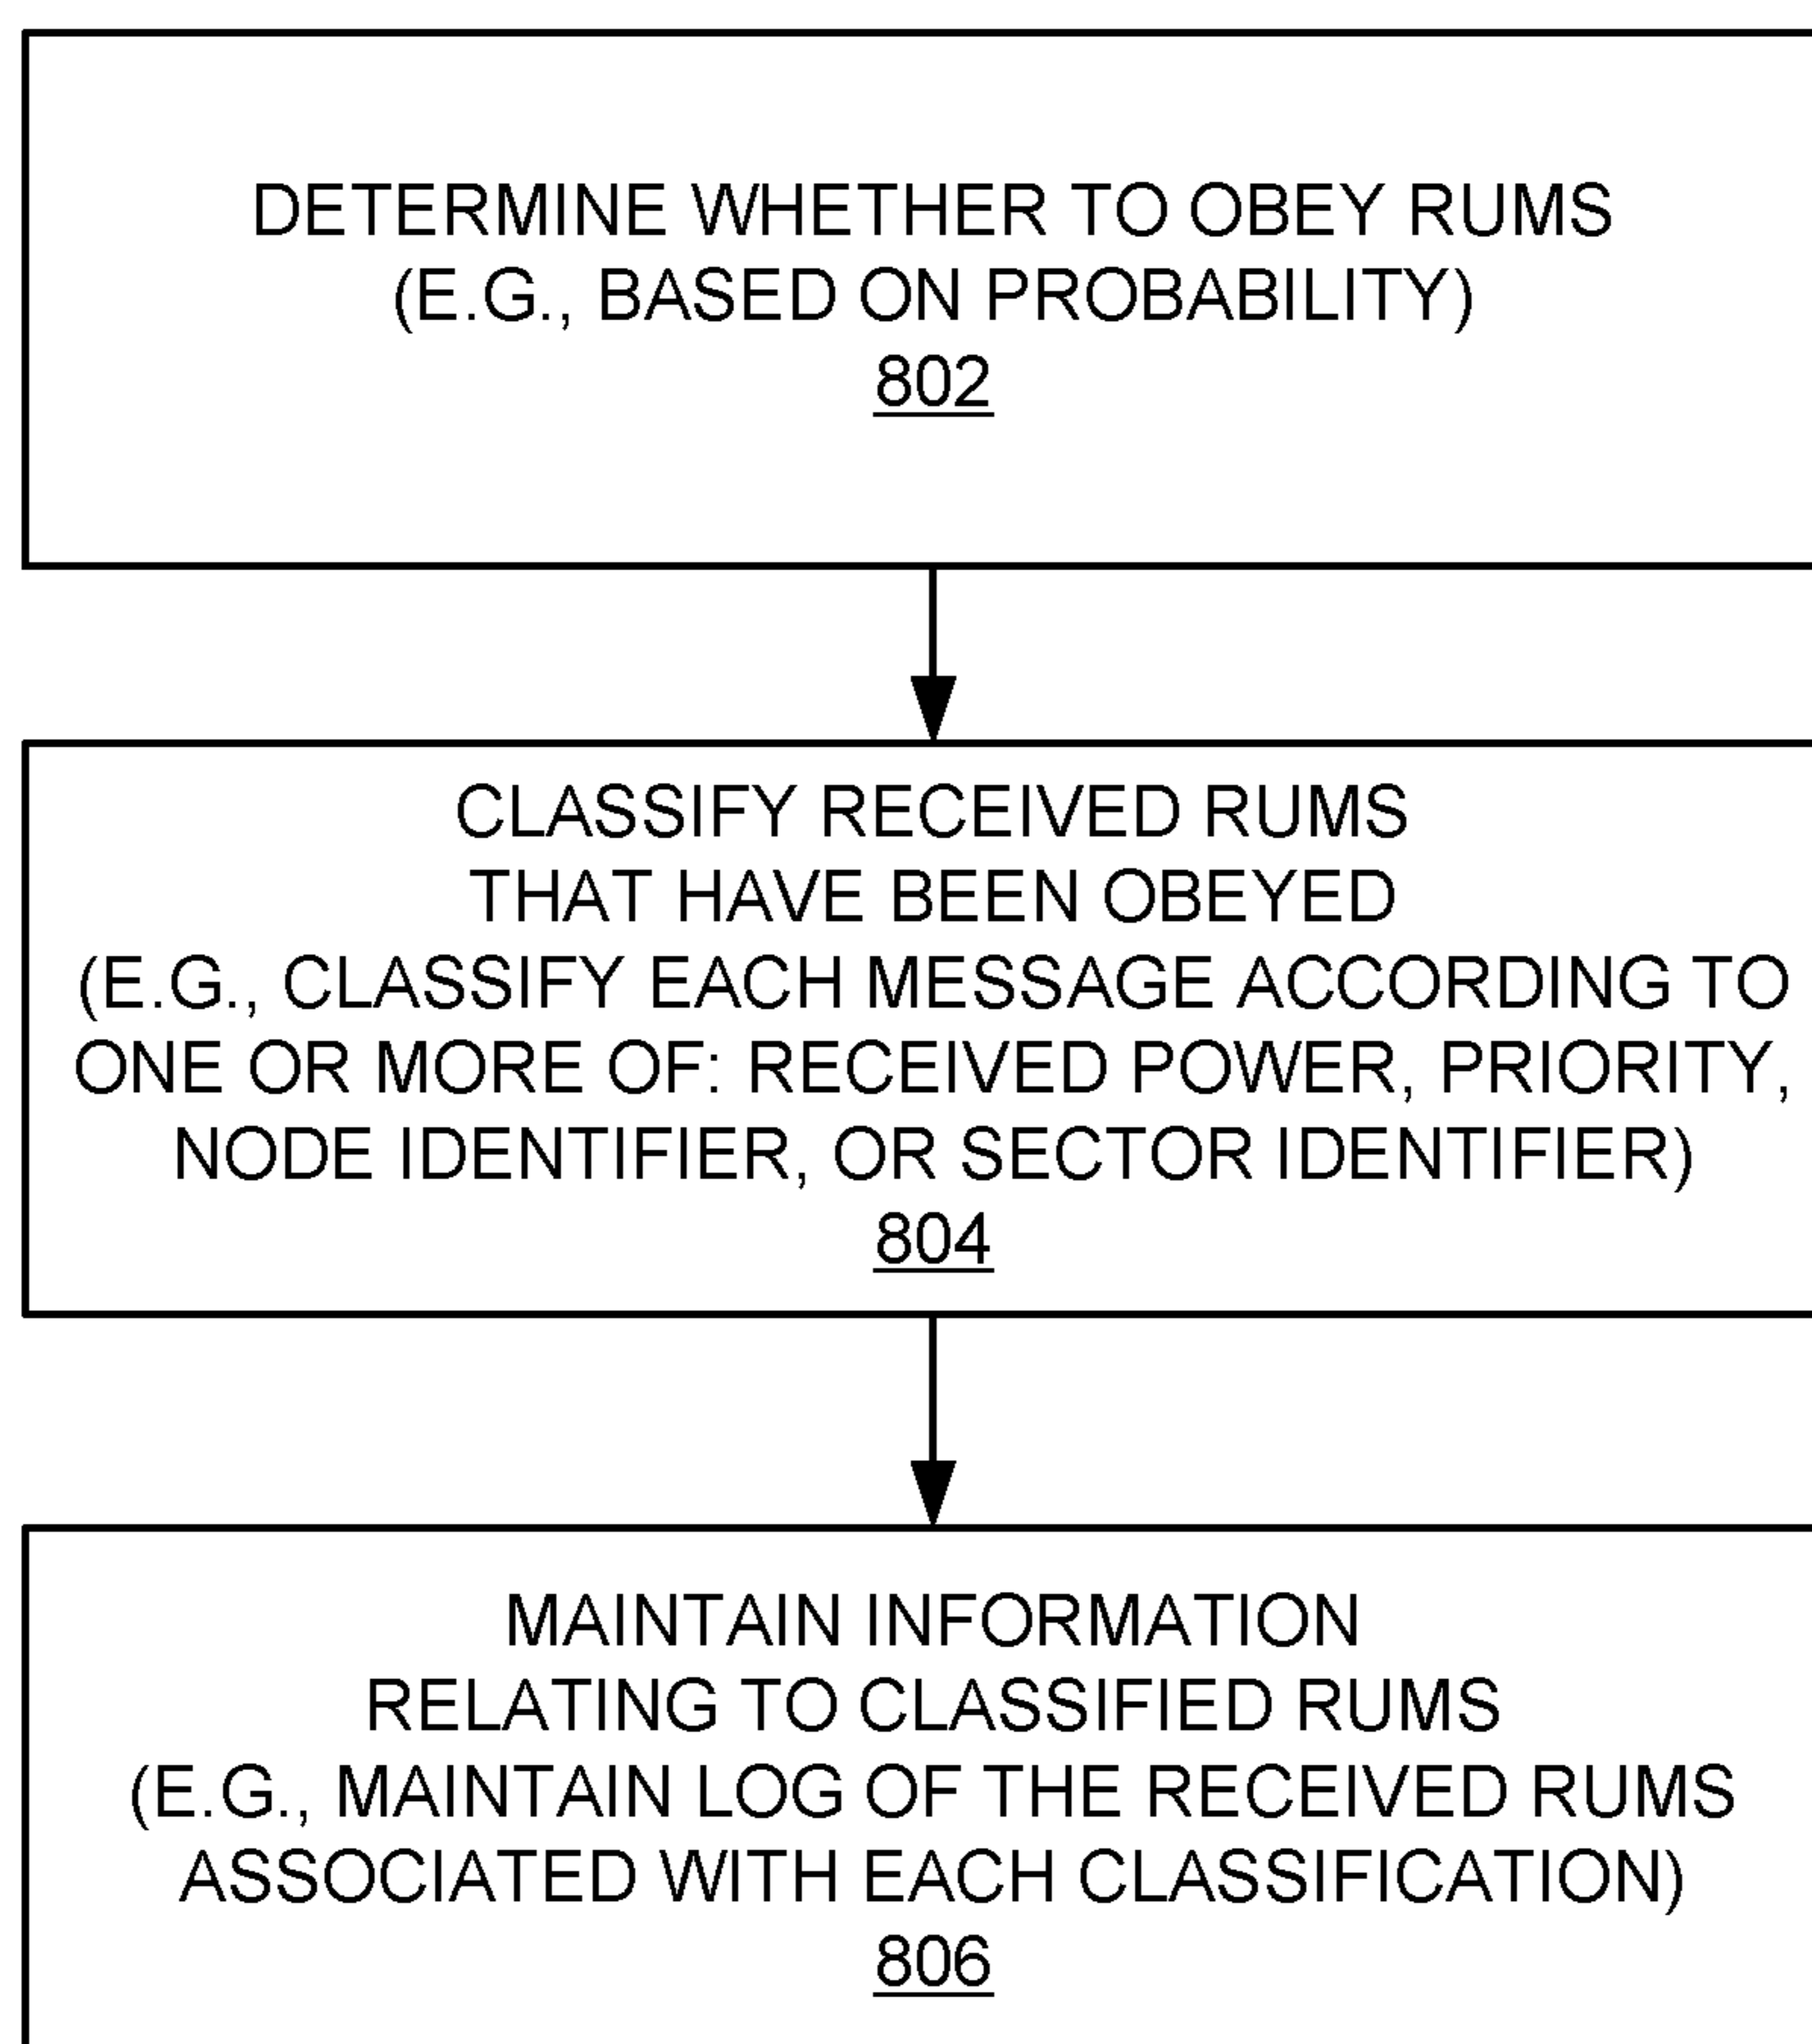 DETERMINE WHETHER TO OBEY RUMS
(E.G., BASED ON PROBABILITY)
802
CLASSIFY RECEIVED RUMS
THAT HAVE BEEN OBEYED
(E.G., CLASSIFY EACH MESSAGE ACCORDING TO
ONE OR MORE OF: RECEIVED POWER, PRIORITY,
NODE IDENTIFIER, OR SECTOR IDENTIFIER)
804
MAINTAIN INFORMATION
RELATING TO CLASSIFIED RUMS
(E.G., MAINTAIN LOG OF THE RECEIVED RUMS
ASSOCIATED WITH EACH CLASSIFICATION)
806